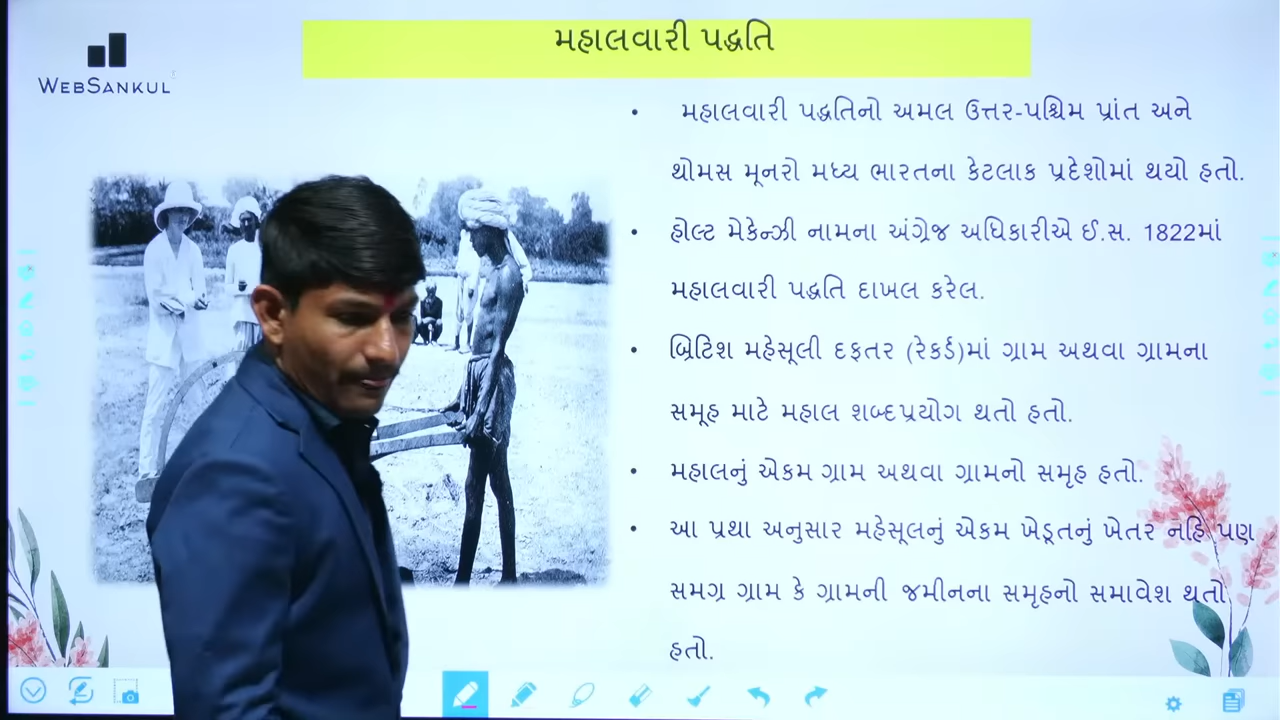 મહાલવારી પદ્ધતિ
WEBSANKUL
• મહાલવારી પદ્ધતિનો અમલ ઉત્તર-પશ્ચિમ પ્રાંત અને
થોમસ મૂનરો મધ્ય ભારતના કેટલાક પ્રદેશોમાં થયો હતો.
• હોલ્ટ મેકેન્ઝી નામના અંગ્રેજ અધિકારીએ ઈ.સ. 1822માં
મહાલવારી પદ્ધતિ દાખલ કરેલ.
• બ્રિટિશ મહેસૂલી દફતર (રેકર્ડ)માં ગ્રામ અથવા ગ્રામના
સમૂહ માટે મહાલ શબ્દપ્રયોગ થતો હતો.
• મહાલનું એકમ ગ્રામ અથવા ગ્રામનો સમૃહ હતો.
• આ પ્રથા અનુસાર મહેસૂલનું એકમ ખેડૂતનું ખેતર નહિ પણ
સમગ્ર ગ્રામ કે ગ્રામની જમીનના સમૃહનો સમાવેશ થતો
હતો.